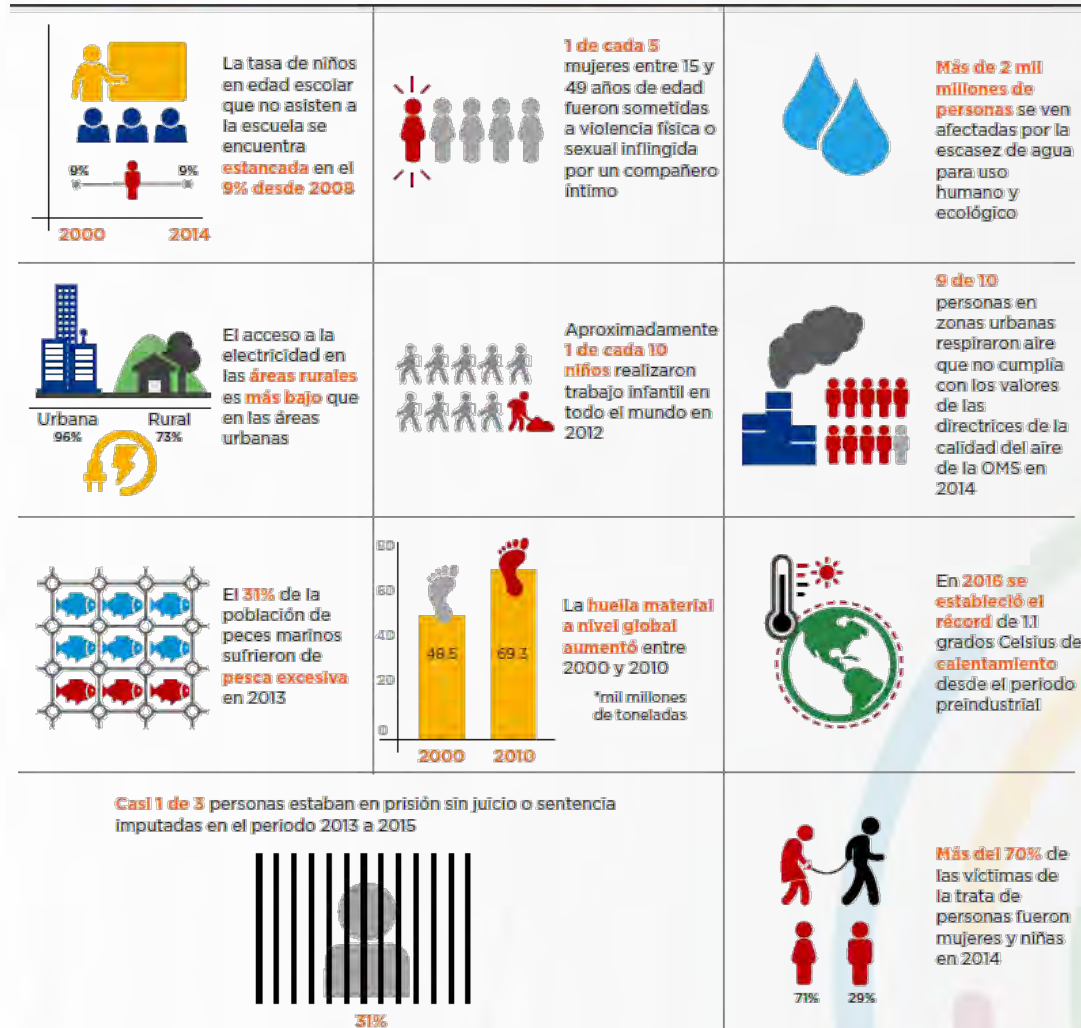 La tasa de niños
en edad escolar
que no asisten a
la escuela se
encuentra
estancada en el
9% desde 2008
9%
9%
2000
2014
1 de cada 5
mujeres entre 15 y
49 años de edad
fueron sometidas
a violencia física o
sexual inflingida
por un compañero
íntimo
Más de 2 mil
millones de
personas se ven
afectadas por la
escasez de agua
para uso
humano y
ecológico
El acceso a la
electricidad en
las áreas rurales
es más bajo que
en las áreas
urbanas
Urbana
96%
Rural
73%
Aproximadamente
1 de cada 10
niños realizaron
trabajo infantil en
todo el mundo en
2012
9 de 10
personas en
zonas urbanas
respiraron aire
que no cumplía
con los valores
de las
directrices de la
calidad del aire
de la OMS en
2014
El 31% de la
población de
peces marinos
sufrieron de
pesca excesiva
en 2013
80
60
40
20
0
48.5
69.3
2000
2010
La huella material
a nivel global
aumentó entre
2000 y 2010
*mil millones
de toneladas
En 2016 se
estableció el
récord de 1.1
grados Celsius de
calentamiento
desde el periodo
preindustrial
Casi 1 de 3 personas estaban en prisión sin juicio o sentencia
imputadas en el periodo 2013 a 2015
31%
Más del 70% de
las víctimas de
la trata de
personas fueron
mujeres y niñas
en 2014
71%
29%